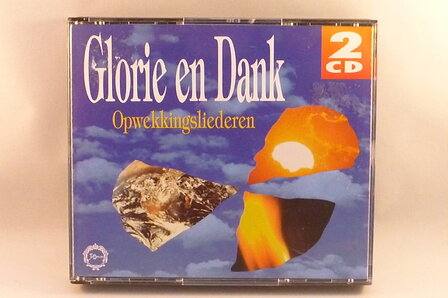 Glorie en Dank
Opwekkingsliederen
2
CD